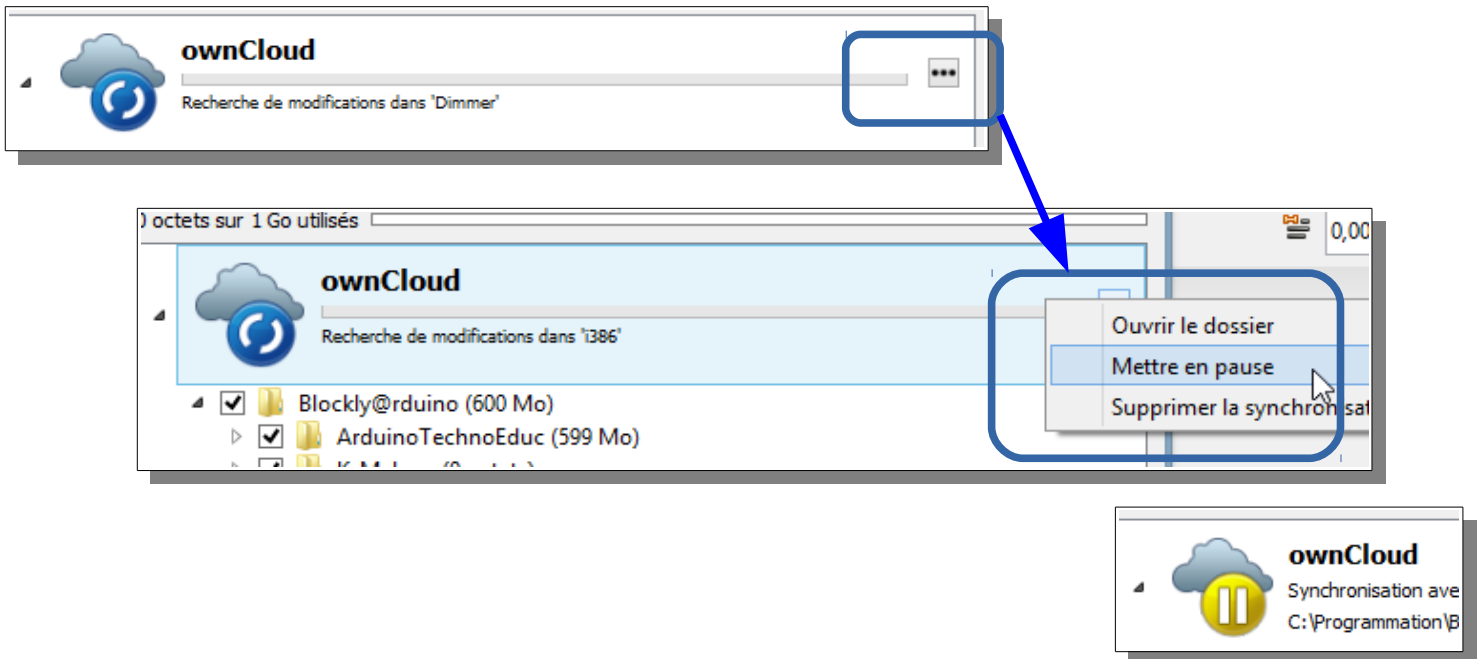 ownCloud
•••
Recherche de modifications dans 'Dimmer'
octets sur 1 Go utilisés
0,00
ownCloud
Recherche de modifications dans 'i386'
Ouvrir le dossier
Mettre en pause
Supprimer la synchronisat
Blockly@rduino (600 Mo)
ArduinoTechnoEduc (599 Mo)
ownCloud
Synchronisation ave
C:\Programmation\B